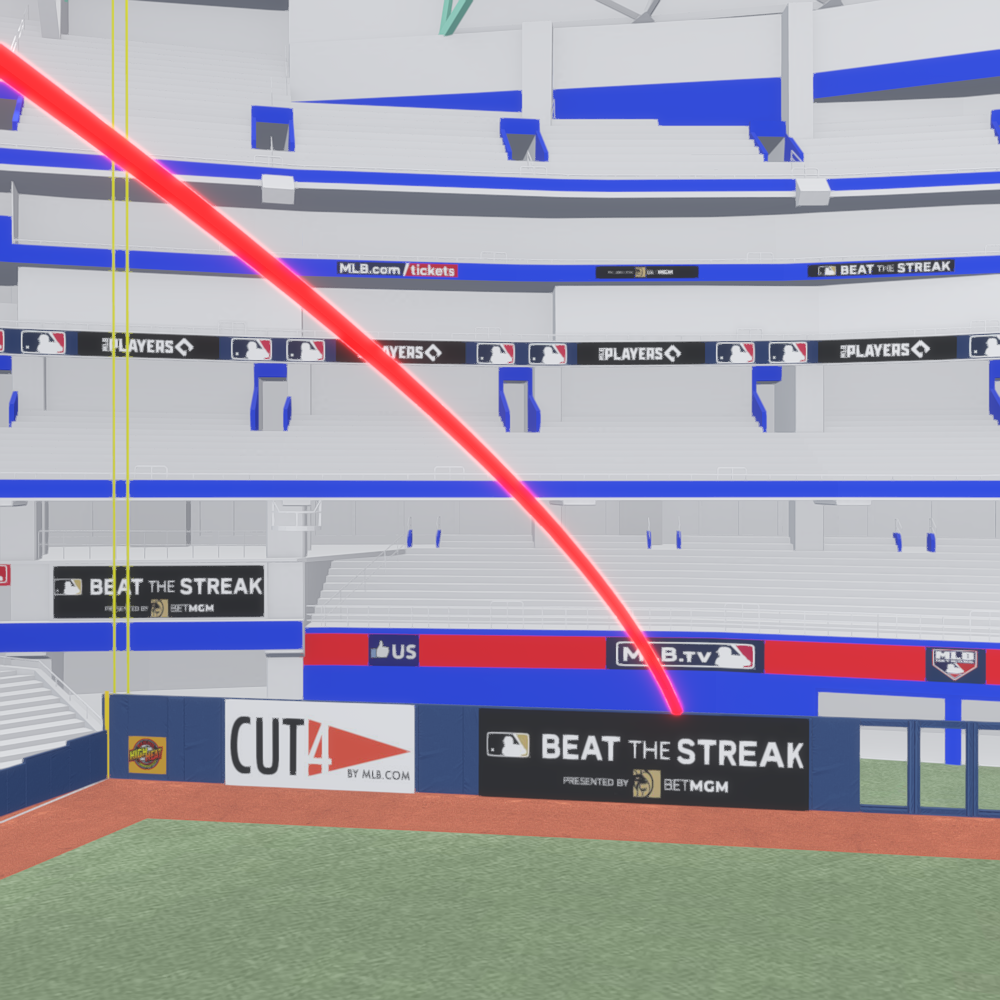 MLB.com/tickets
BEAT THE STREAK
PLAYERS
PLAYERS
PLAYERS
PLAYERS
BEAT THE STREAK
PRESENTED BY BETMGM
US
MLB.TV
MLB
CUT4
BY MLB.COM
BEAT THE STREAK
PRESENTED BY BETMGM